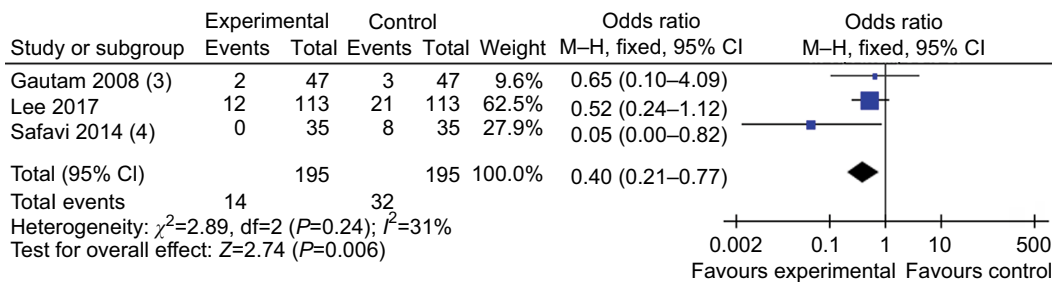 Experimental Control Odds ratio Odds ratio
Study or subgroup Events Total Events Total Weight M–H, fixed, 95% CI M–H, fixed, 95% CI
Gautam 2008 (3) 2 47 3 47 9.6% 0.65 (0.10–4.09)
Lee 2017 12 113 21 113 62.5% 0.52 (0.24–1.12)
Safavi 2014 (4) 0 35 8 35 27.9% 0.05 (0.00–0.82)
Total (95% CI) 195 195 100.0% 0.40 (0.21–0.77)
Total events 14 32
Heterogeneity: χ²=2.89, df=2 (P=0.24); I²=31%
Test for overall effect: Z=2.74 (P=0.006)
0.002 0.1 1 10 500
Favours experimental Favours control